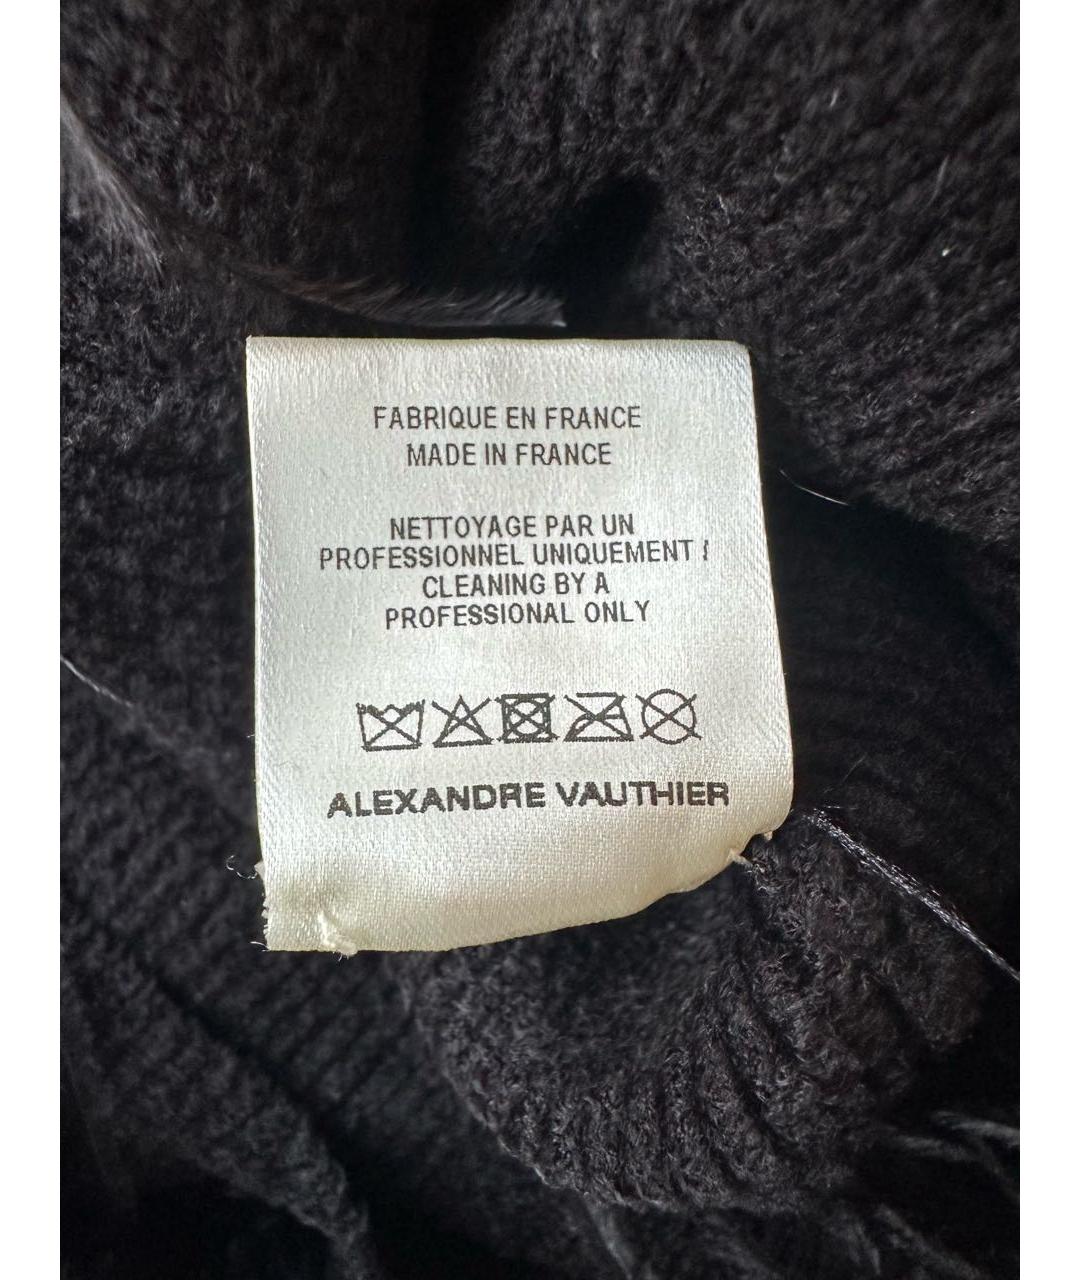 FABRIQUE EN FRANCE
MADE IN FRANCE
NETTOYAGE PAR UN
PROFESSIONNEL UNIQUEMENT /
CLEANING BY A
PROFESSIONAL ONLY
ALEXANDRE VAUTHIER